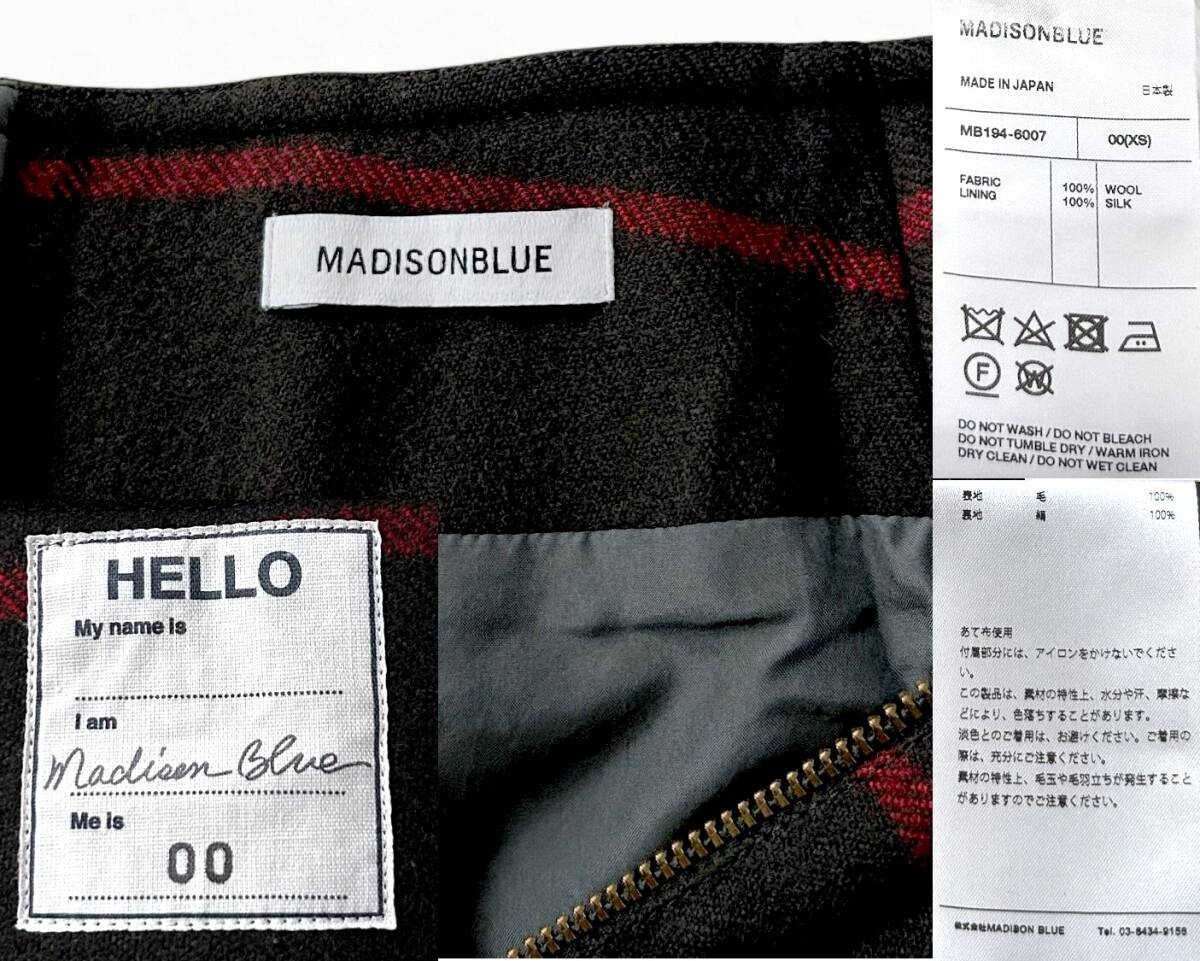 MADISONBLUE
HELLO
My name is
I am
Madisen Blue
Me is
00
MADISONBLUE
MADE IN JAPAN 日本製
MB194-6007 00(XS)
FABRIC 100% WOOL
LINING 100% SILK
F
W
DO NOT WASH / DO NOT BLEACH
DO NOT TUMBLE DRY / WARM IRON
DRY CLEAN / DO NOT WET CLEAN
表地 毛 100%
裏地 絹 100%
あて布使用
付属部分には、アイロンをかけないでくださ
い。
この製品は、素材の特性上、水分や汗、摩擦な
どにより、色落ちすることがあります。
淡色とのご着用は、お避けください。ご着用の
際は、充分にご注意ください。
素材の特性上、毛玉や毛羽立ちが発生すること
がありますのでご注意ください。
株式会社MADISON BLUE Tel. 03-6434-9156